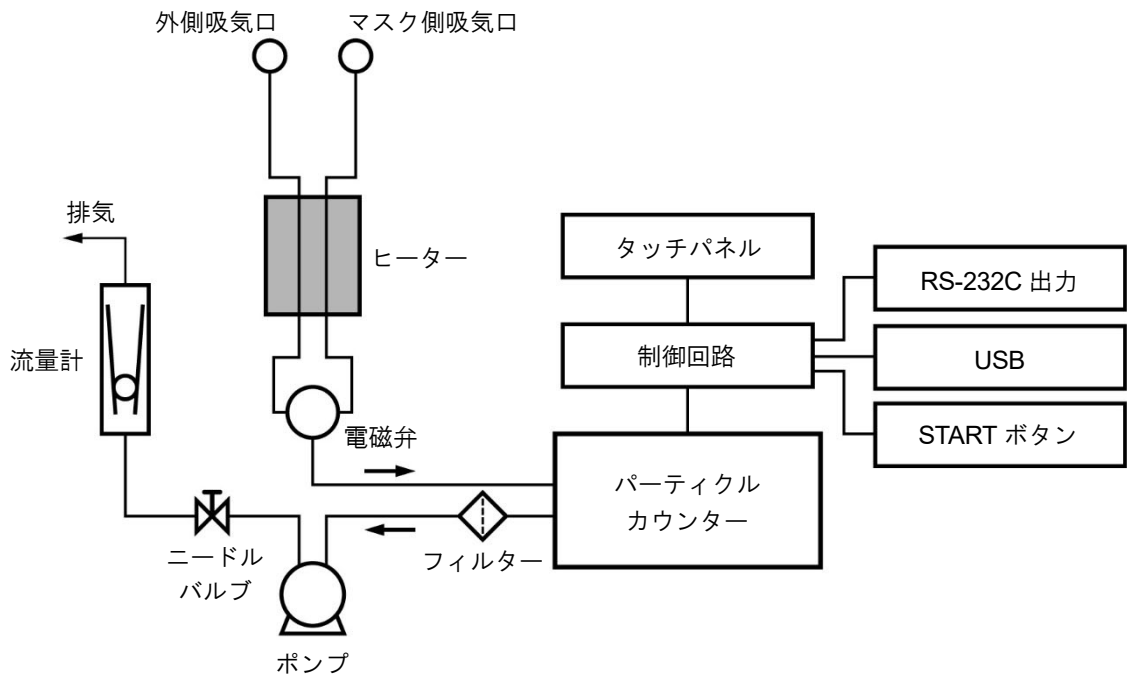 外側吸気口
マスク側吸気口
排気
ヒーター
タッチパネル
RS-232C 出力
流量計
制御回路
USB
電磁弁
START ボタン
パーティクル
カウンター
ニードル
バルブ
フィルター
ポンプ